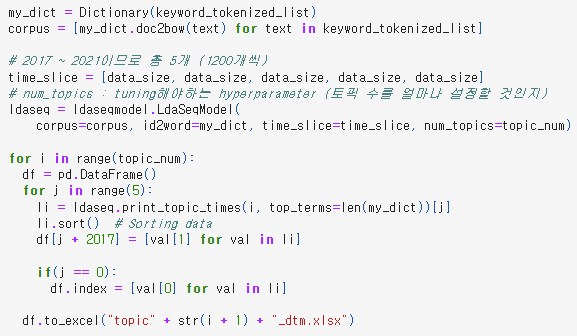 my_dict = Dictionary(keyword_tokenized_list)
corpus = [my_dict.doc2bow(text) for text in keyword_tokenized_list]

# 2017 ~ 2021이므로 총 5개 (1200개씩)
time_slice = [data_size, data_size, data_size, data_size, data_size]
# num_topics : tuning해야하는 hyperparameter (토픽 수를 얼마나 설정할 것인지)
ldaseq = ldaseqmodel.LdaSeqModel(
    corpus=corpus, id2word=my_dict, time_slice=time_slice, num_topics=topic_num)

for i in range(topic_num):
  df = pd.DataFrame()
  for j in range(5):
    li = ldaseq.print_topic_times(i, top_terms=len(my_dict))[j]
    li.sort()  # Sorting data
    df[j + 2017] = [val[1] for val in li]

    if(j == 0):
      df.index = [val[0] for val in li]

  df.to_excel("topic" + str(i + 1) + "_dtm.xlsx")